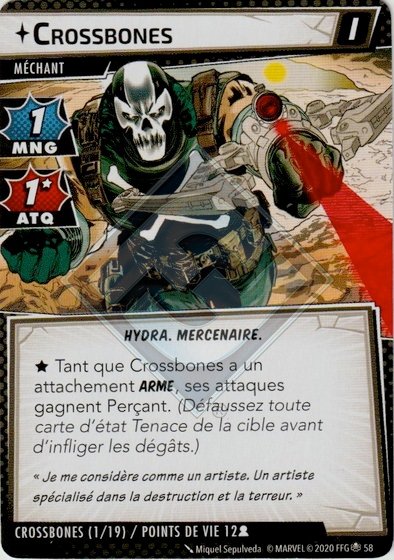 CROSSBONES
I
MÉCHANT
1
MNG
1★
ATQ
HYDRA. MERCENAIRE.
★ Tant que Crossbones a un
attachement ARME, ses attaques
gagnent Perçant. (Défaussez toute
carte d'état Tenace de la cible avant
d'infliger les dégâts.)
« Je me considère comme un artiste. Un artiste
spécialisé dans la destruction et la terreur. »
CROSSBONES (1/19) / POINTS DE VIE 12
Miquel Sepulveda © MARVEL © 2020 FFG 58